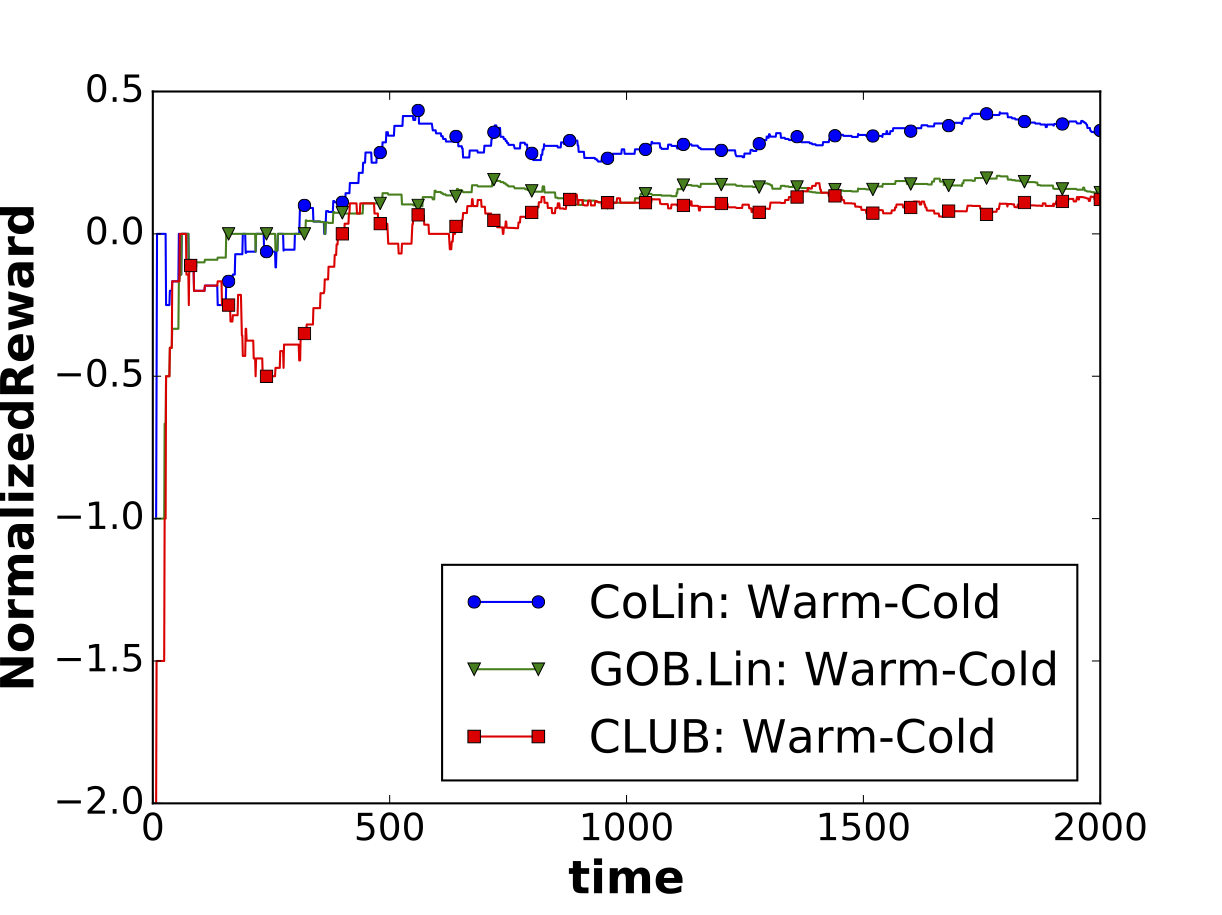 0.5
0.0
−0.5
−1.0
−1.5
−2.0
NormalizedReward
CoLin: Warm-Cold
GOB.Lin: Warm-Cold
CLUB: Warm-Cold
0 500 1000 1500 2000
time